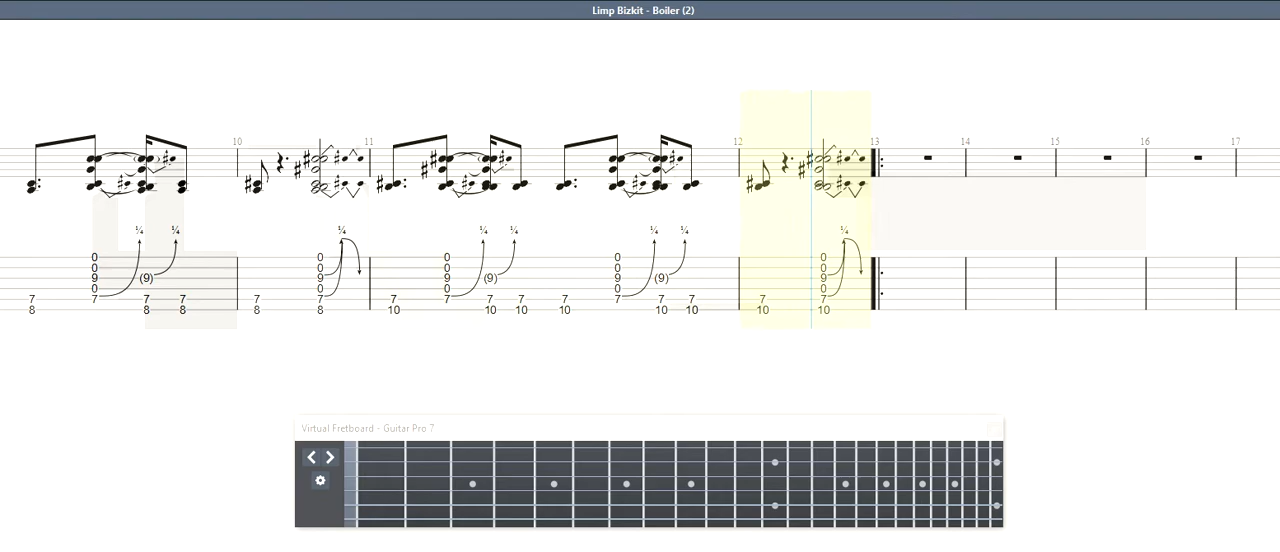 Limp Bizkit - Boiler (2)
10 11 12 13 14 15 16 17
¼ ¼ ¼ ¼ ¼ ¼ ¼ ¼
0 0 0 0 0
0 0 0 0 0
9 (9) 9 9 (9) 9 (9) 9
0 0 0 0 0
7 7 7 7 7 7 7 7 7 7 7 7 7 7 7 7
8 8 8 8 8 10 10 10 10 10 10 10 10
Virtual Fretboard - Guitar Pro 7